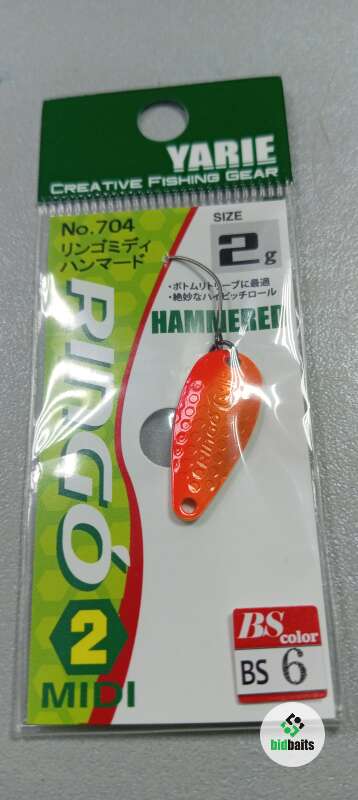 YARIE
CREATIVE FISHING GEAR
No.704
リンゴミディ
ハンマード
SIZE
2g
・ボトムリトリーブに最適
・絶妙なハイピッチロール
HAMMERED
RINGO
2
MIDI
BS
color
BS 6
bidbaits